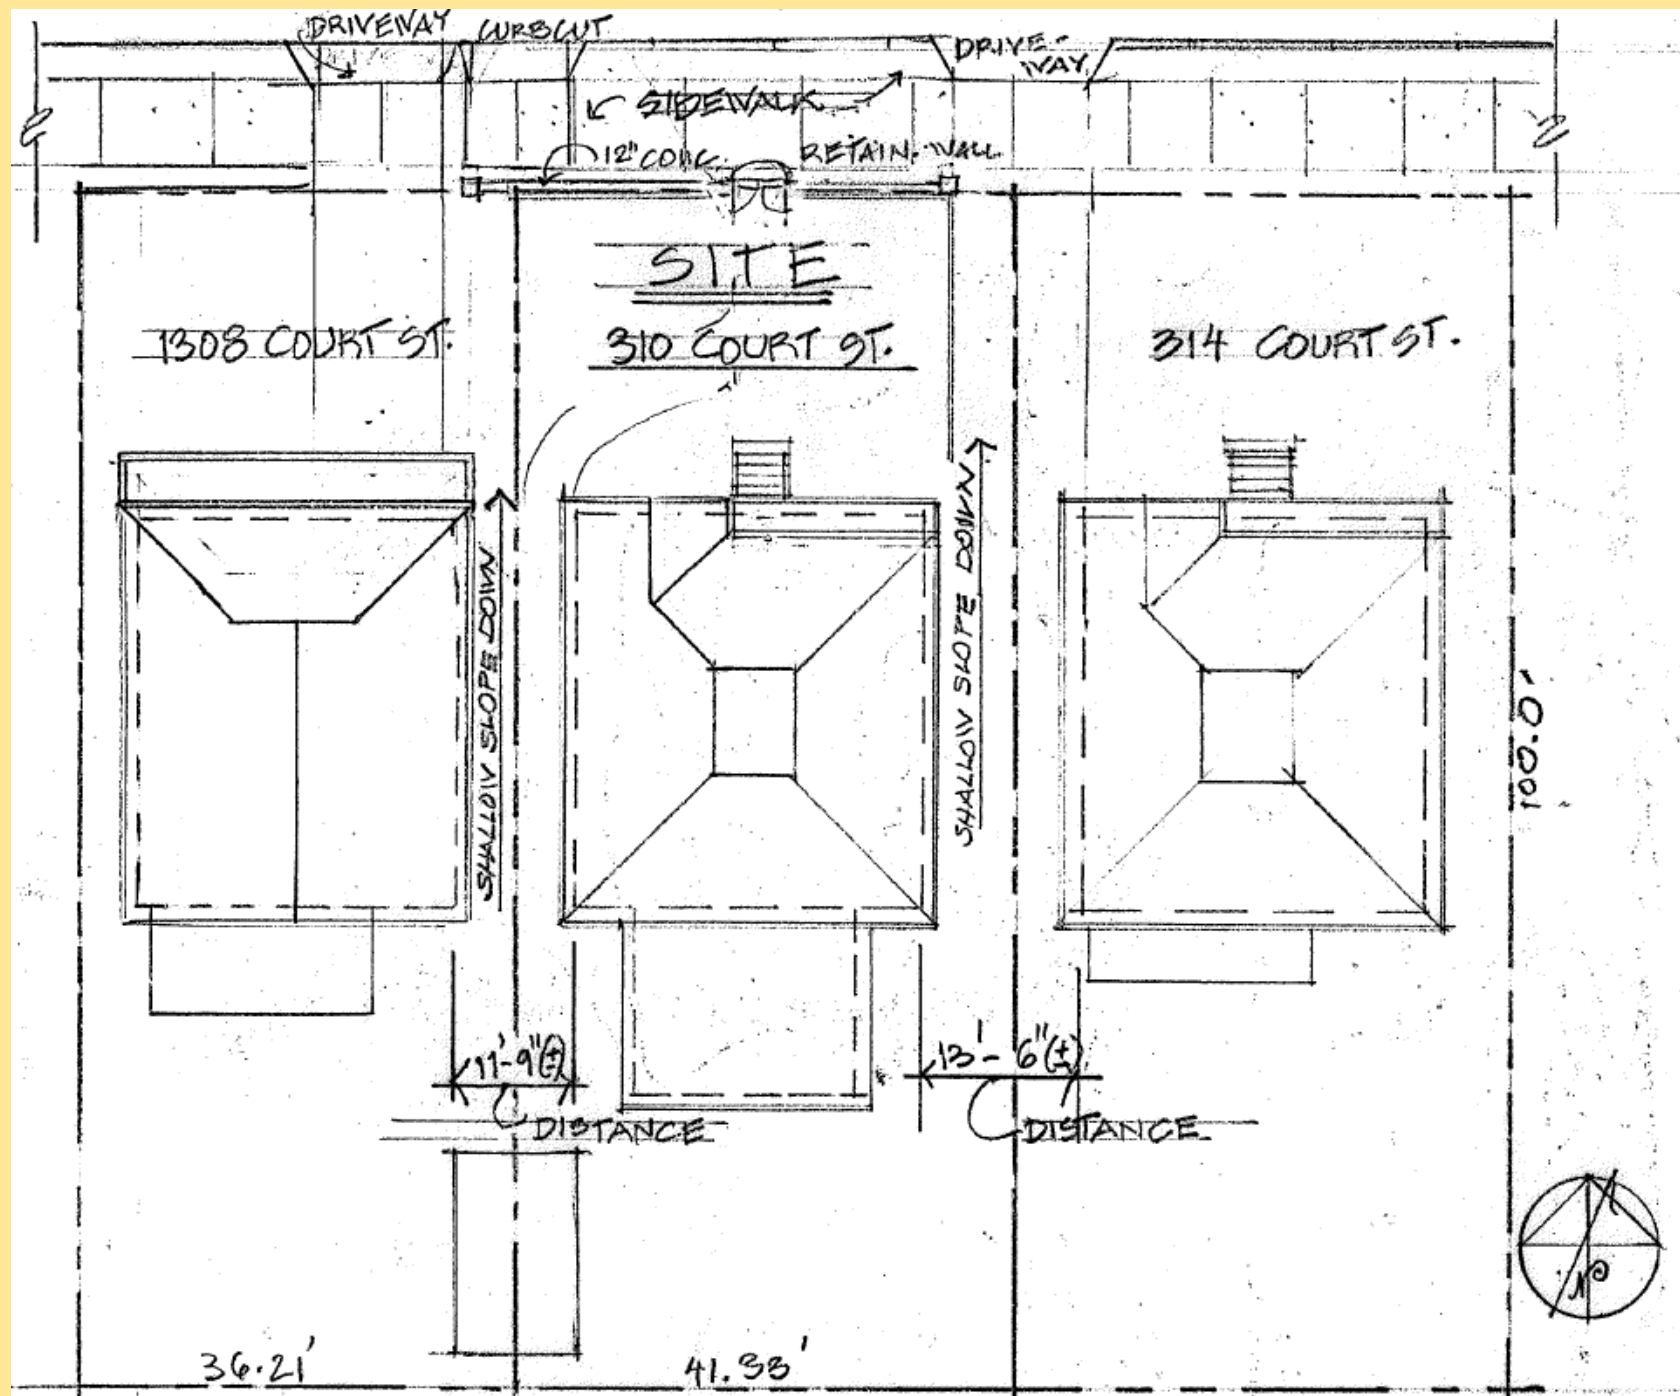 DRIVEWAY
CURBCUT
DRIVE-
WAY
SIDEWALK
12" CONC.
RETAIN. WALL
SITE
1308 COURT ST.
310 COURT ST.
314 COURT ST.
SHALLOW SLOPE DOWN
SHALLOW SLOPE DOWN
100.0'
11'-9"(±)
13'-6"(±)
DISTANCE
DISTANCE
N
36.21'
41.33'